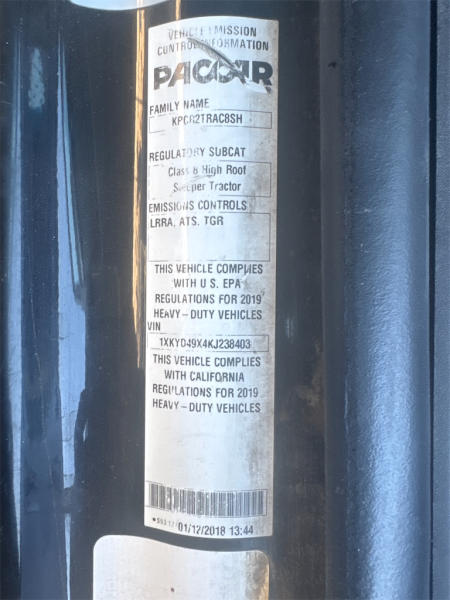 VEHICLE EMISSION
CONTROL INFORMATION
PACCAR
FAMILY NAME
KPCR2TRAC8SH
REGULATORY SUBCAT
Class 8 High Roof
Sleeper Tractor
EMISSIONS CONTROLS
LRRA, ATS, TGR
THIS VEHICLE COMPLIES
WITH U.S. EPA
REGULATIONS FOR 2019
HEAVY-DUTY VEHICLES
VIN
1XKYD49X4KJ238403
THIS VEHICLE COMPLIES
WITH CALIFORNIA
REGULATIONS FOR 2019
HEAVY-DUTY VEHICLES
01/12/2018 13:44